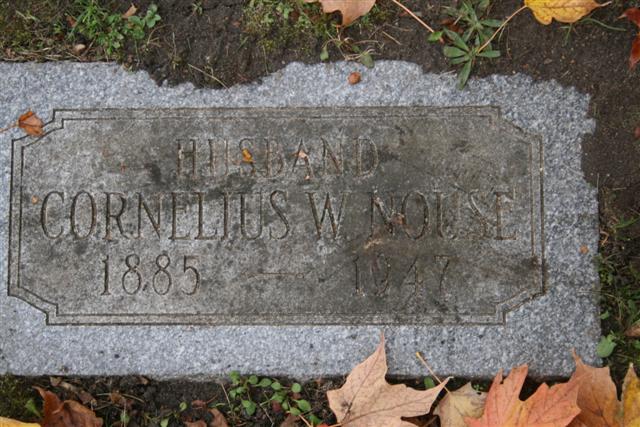 HUSBAND
CORNELIUS W. NOUSE
1885 — 1947